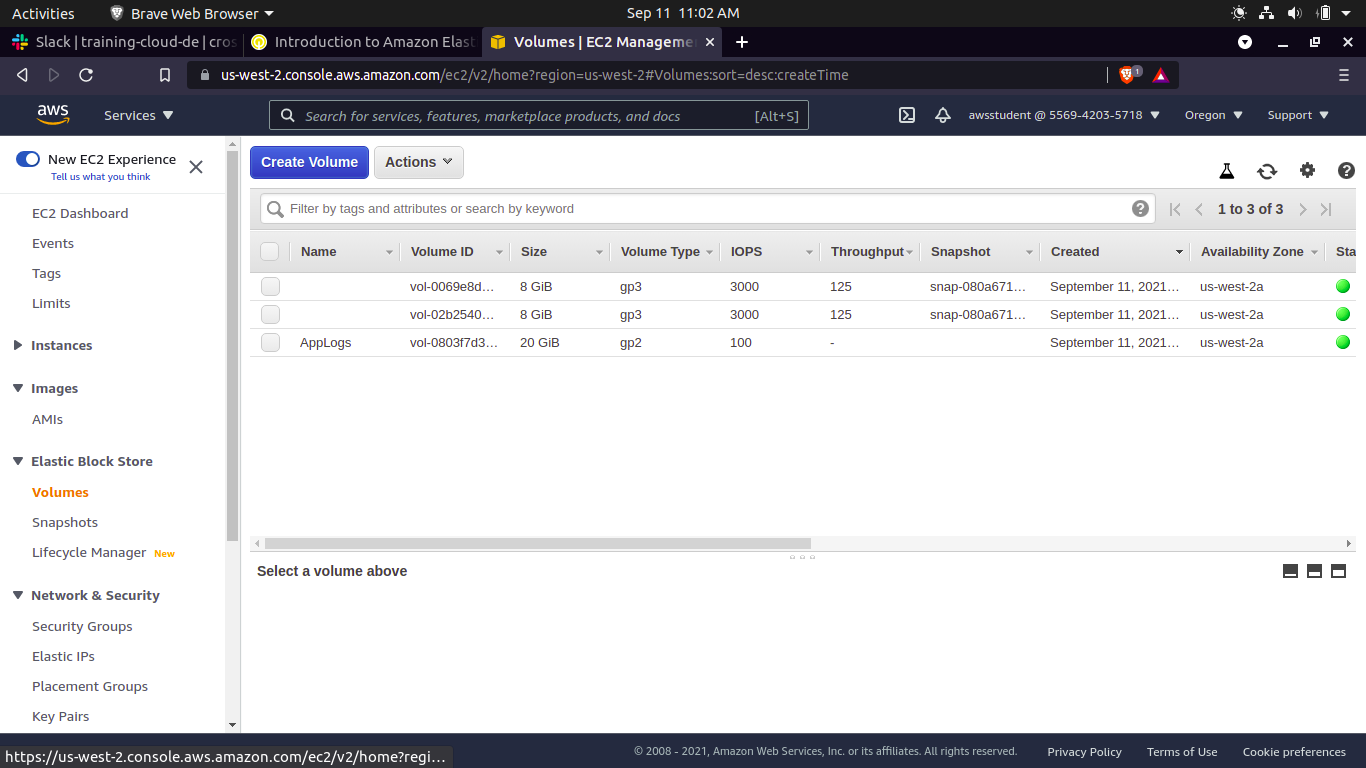 Activities Brave Web Browser Sep 11 11:02 AM
Slack | training-cloud-de | cros Introduction to Amazon Elast Volumes | EC2 Manageme
us-west-2.console.aws.amazon.com/ec2/v2/home?region=us-west-2#Volumes:sort=desc:createTime 1
aws Services Search for services, features, marketplace products, and docs [Alt+S] awsstudent @ 5569-4203-5718 Oregon Support
New EC2 Experience
Tell us what you think
EC2 Dashboard
Events
Tags
Limits
Instances
Images
AMIs
Elastic Block Store
Volumes
Snapshots
Lifecycle Manager New
Network & Security
Security Groups
Elastic IPs
Placement Groups
Key Pairs
Create Volume Actions
Filter by tags and attributes or search by keyword 1 to 3 of 3
Name Volume ID Size Volume Type IOPS Throughput Snapshot Created Availability Zone Sta
vol-0069e8d… 8 GiB gp3 3000 125 snap-080a671… September 11, 2021… us-west-2a
vol-02b2540… 8 GiB gp3 3000 125 snap-080a671… September 11, 2021… us-west-2a
AppLogs vol-0803f7d3… 20 GiB gp2 100 - September 11, 2021… us-west-2a
Select a volume above
https://us-west-2.console.aws.amazon.com/ec2/v2/home?regi…
© 2008 - 2021, Amazon Web Services, Inc. or its affiliates. All rights reserved. Privacy Policy Terms of Use Cookie preferences